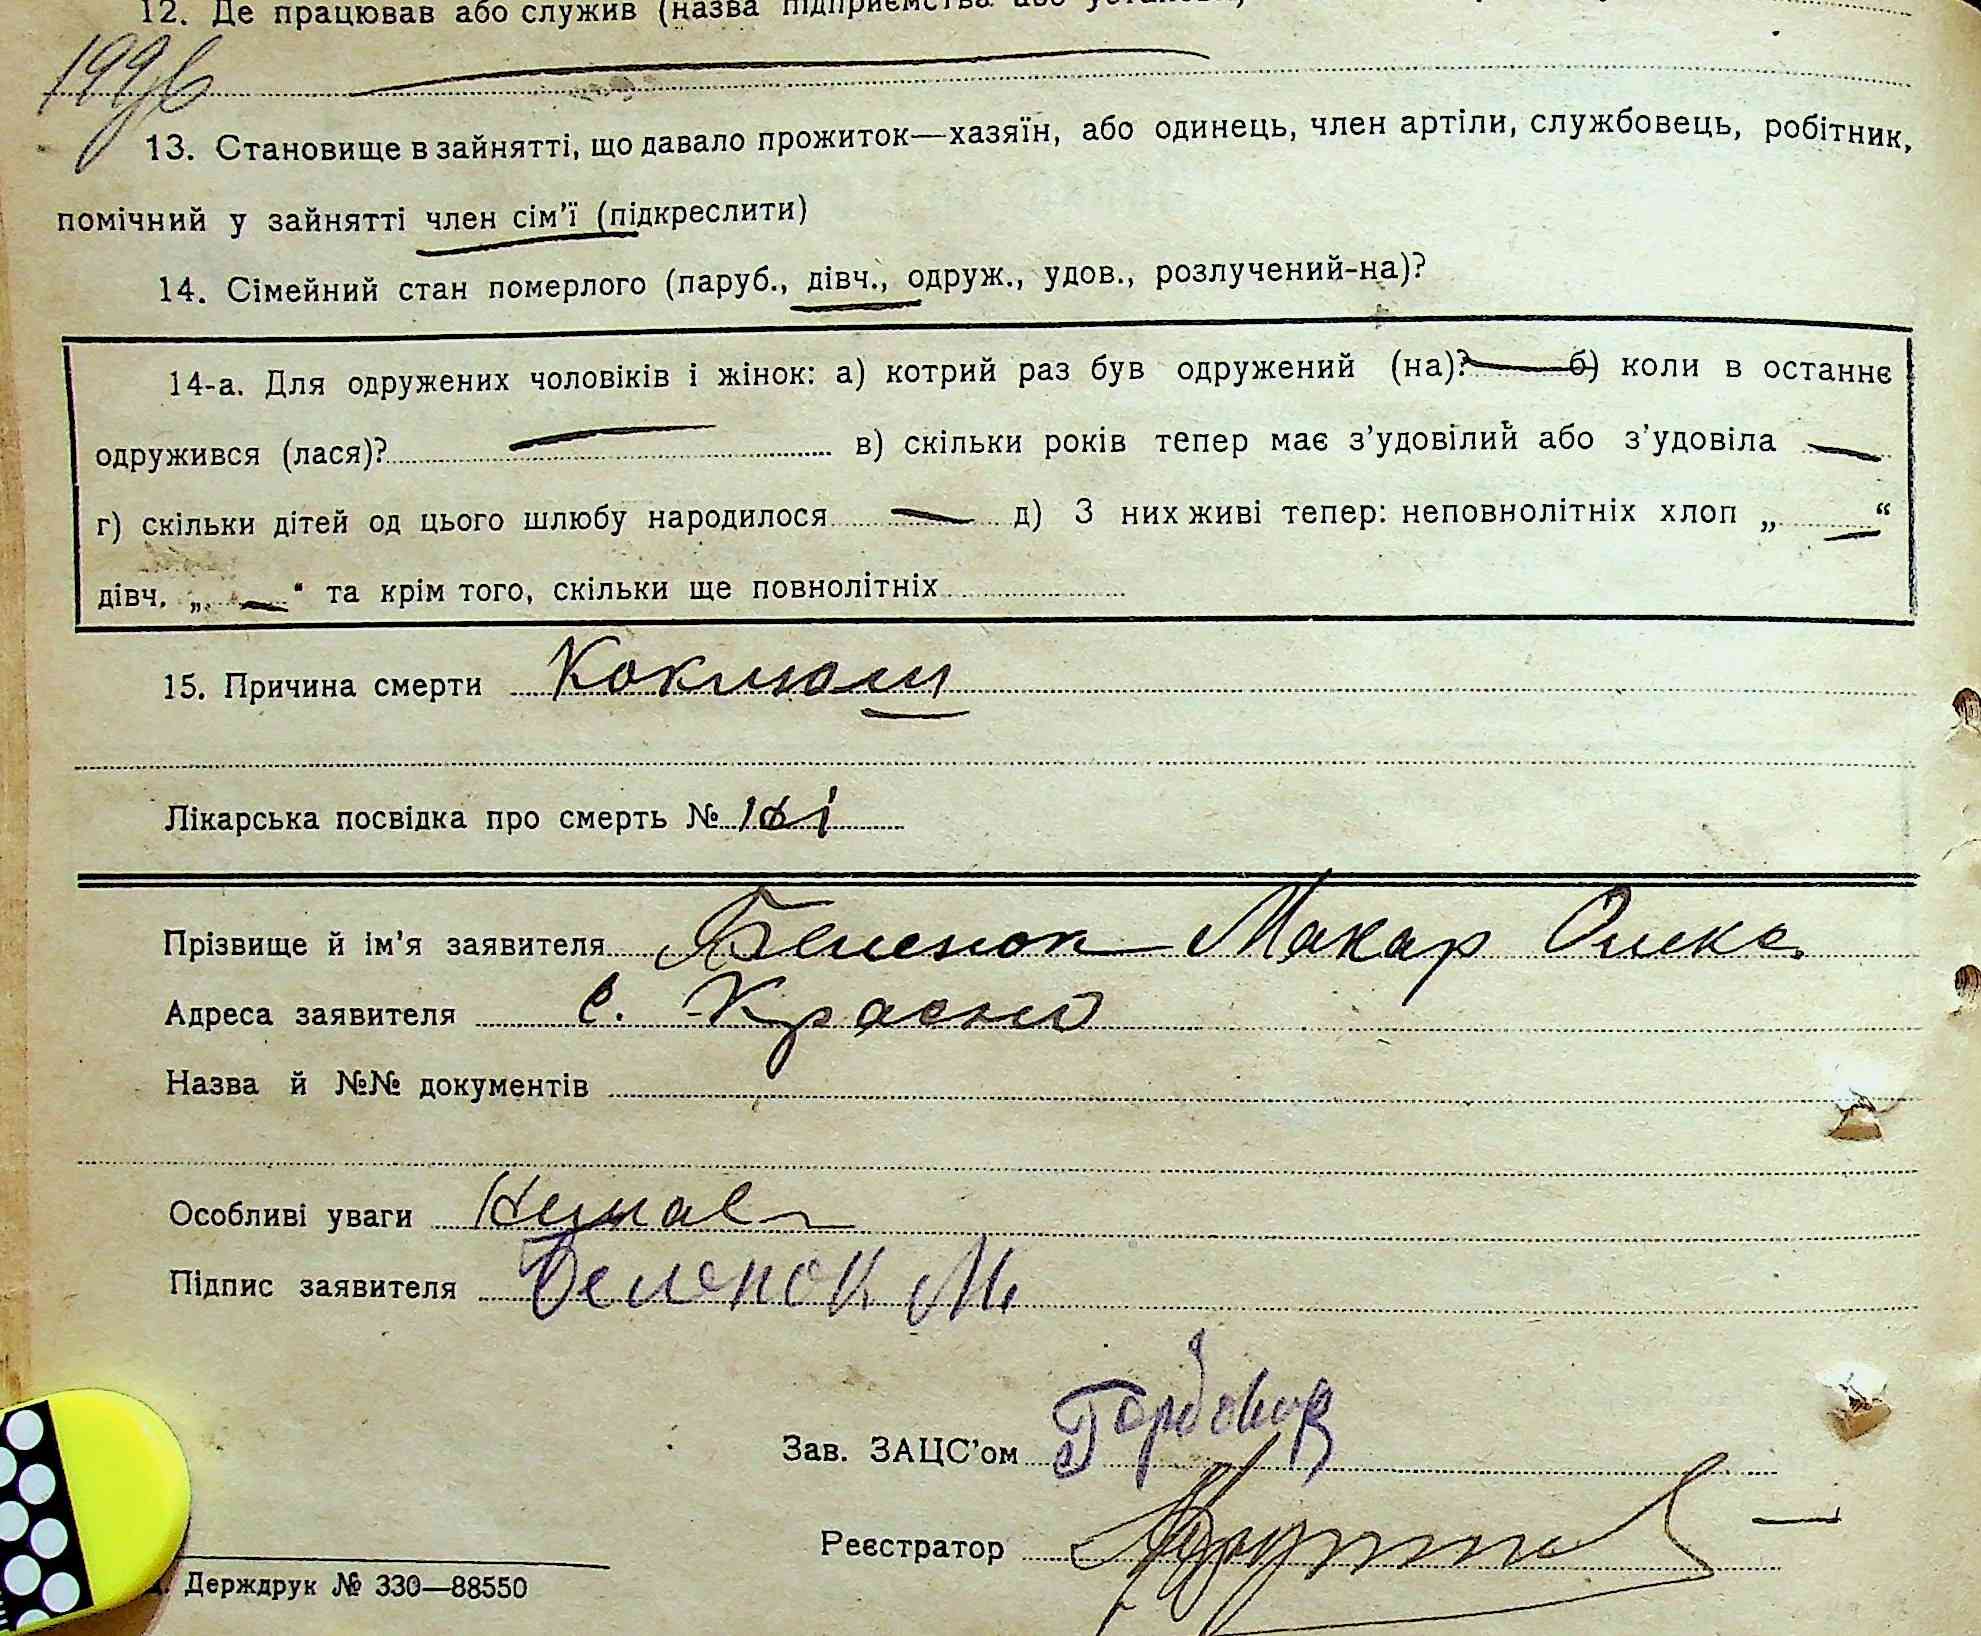 12. Де працював або служив (назва підприємства або установи)
13. Становище в зайнятті, що давало прожиток—хазяїн, або одинець, член артіли, службовець, робітник,
помічний у зайнятті член сім'ї (підкреслити)
14. Сімейний стан померлого (паруб., дівч., одруж., удов., розлучений-на)?
14-а. Для одружених чоловіків і жінок: а) котрий раз був одружений (на)? б) коли в останнє
одружився (лася)? в) скільки років тепер має з'удовілий або з'удовіла
г) скільки дітей од цього шлюбу народилося д) З них живі тепер: неповнолітніх хлоп „ “
дівч. „ “ та крім того, скільки ще повнолітніх
15. Причина смерти Коклюш
Лікарська посвідка про смерть № 101
Прізвище й ім'я заявителя Беленок Макар Олекс.
Адреса заявителя с. Красно
Назва й №№ документів
Особливі уваги Немає
Підпис заявителя Беленок М.
Зав. ЗАЦС'ом
Реєстратор
Держдрук № 330—88550